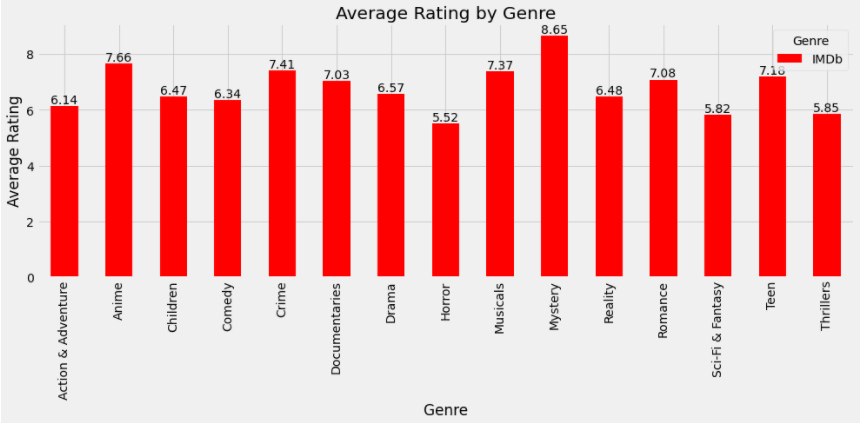 Average Rating by Genre
Genre
IMDb
Average Rating
8
6
4
2
0
6.14
7.66
6.47
6.34
7.41
7.03
6.57
5.52
7.37
8.65
6.48
7.08
5.82
7.18
5.85
Action & Adventure
Anime
Children
Comedy
Crime
Documentaries
Drama
Horror
Musicals
Mystery
Reality
Romance
Sci-Fi & Fantasy
Teen
Thrillers
Genre